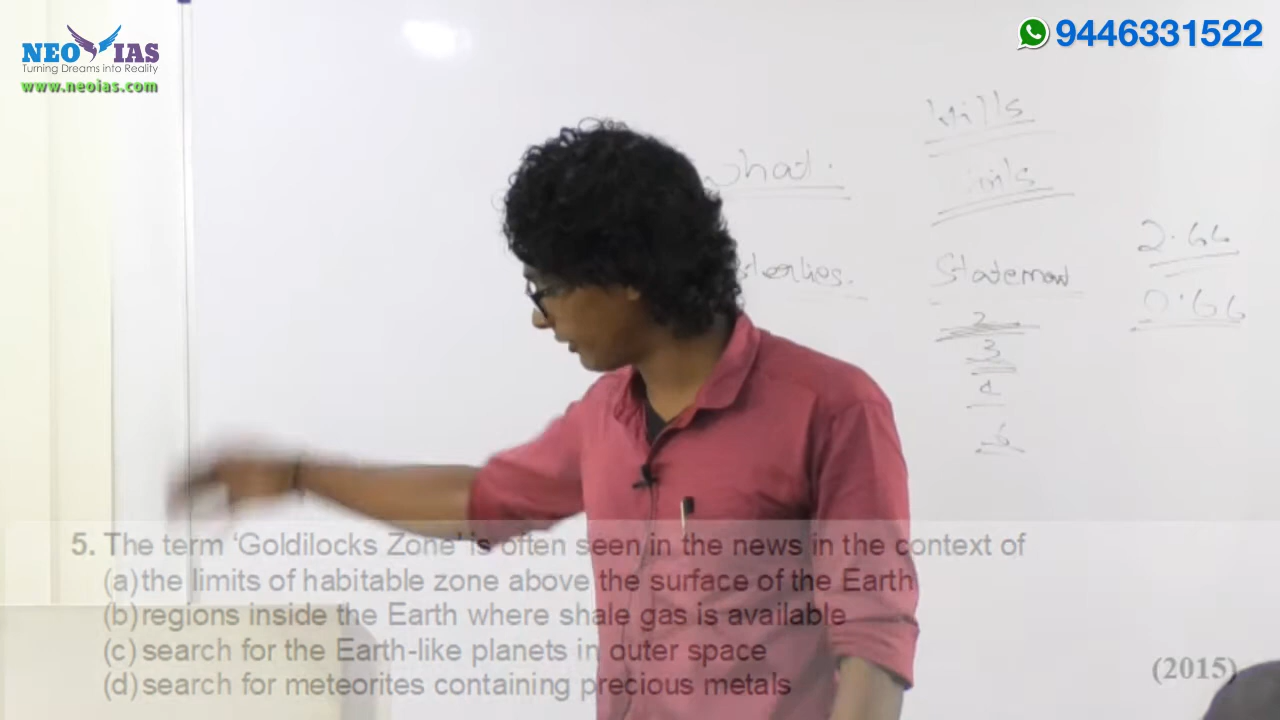 NEO IAS
Turning Dreams into Reality
www.neoias.com
9446331522
Statement
2.66
0.66
2
3
4
5. The term ‘Goldilocks Zone’ is often seen in the news in the context of
(a) the limits of habitable zone above the surface of the Earth
(b) regions inside the Earth where shale gas is available
(c) search for the Earth-like planets in outer space
(d) search for meteorites containing precious metals
(2015)